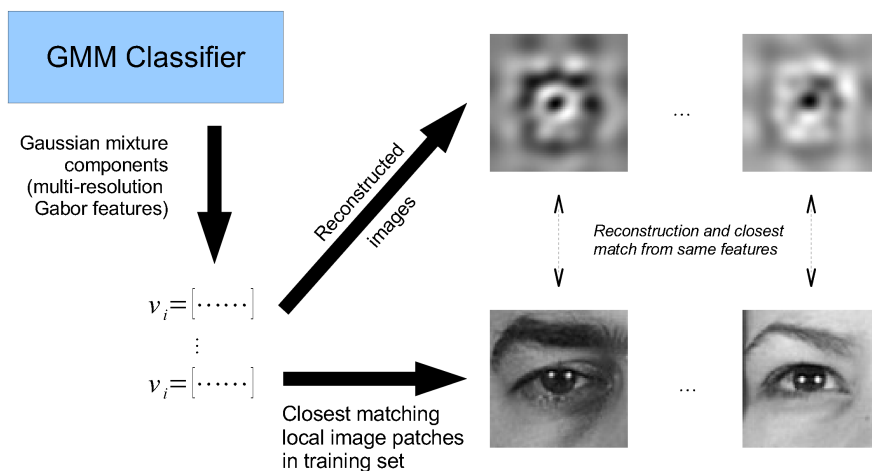 GMM Classifier
Gaussian mixture
components
(multi-resolution
Gabor features)
Reconstructed
images
...
Reconstruction and closest
match from same features
v_i=[······]
⋮
v_i=[······]
...
Closest matching
local image patches
in training set